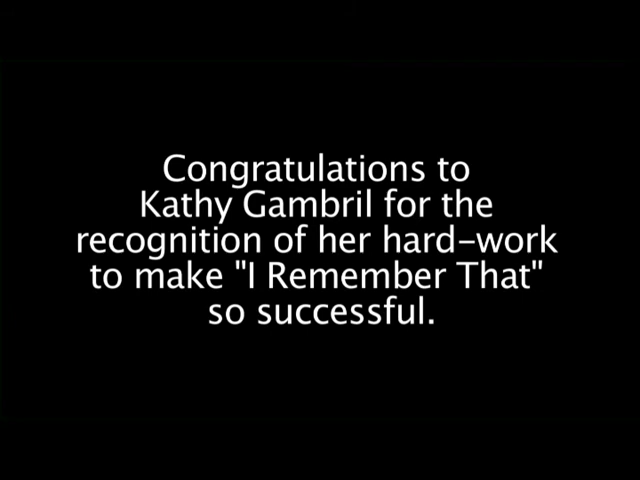 Congratulations to
Kathy Gambril for the
recognition of her hard-work
to make "I Remember That"
so successful.